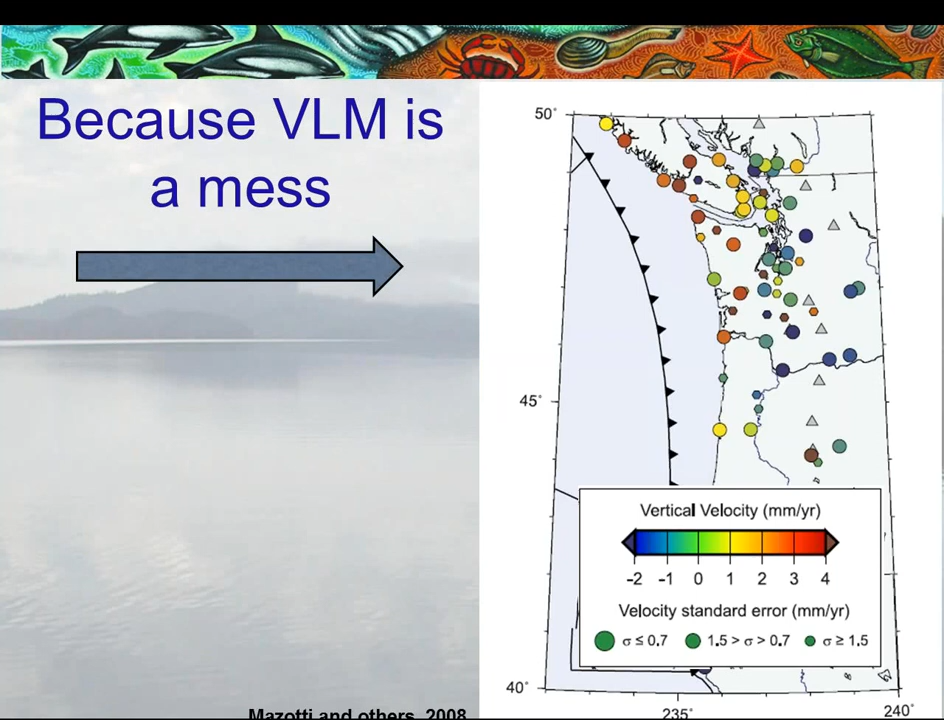 Because VLM is
a mess
50°
45°
40°
Vertical Velocity (mm/yr)
-2 -1 0 1 2 3 4
Velocity standard error (mm/yr)
σ ≤ 0.7 1.5 > σ > 0.7 σ ≥ 1.5
235° 240°
Mazotti and others, 2008